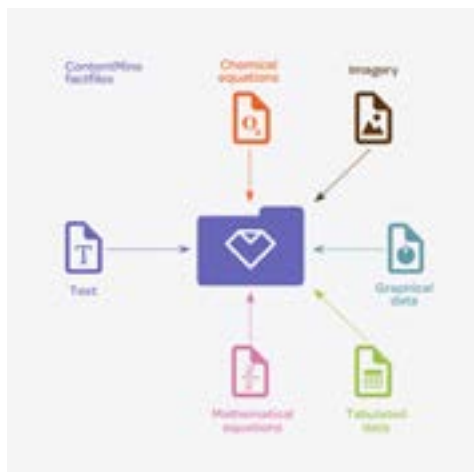 ContentMine
factfiles
Chemical
equations
Imagery
Text
Graphical
data
Mathematical
equations
Tabulated
data